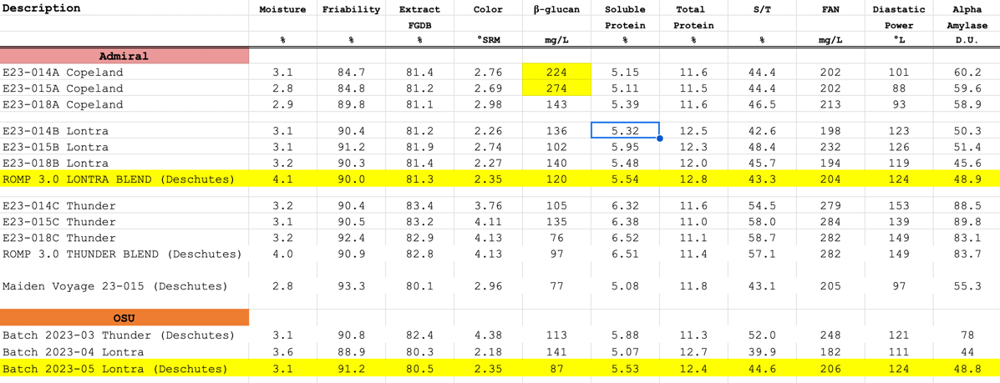 Description Moisture Friability Extract Color β-glucan Soluble Total S/T FAN Diastatic Alpha
FGDB Protein Protein Power Amylase
% % % °SRM mg/L % % % mg/L °L D.U.
Admiral
E23-014A Copeland 3.1 84.7 81.4 2.76 224 5.15 11.6 44.4 202 101 60.2
E23-015A Copeland 2.8 84.8 81.2 2.69 274 5.11 11.5 44.4 202 88 59.6
E23-018A Copeland 2.9 89.8 81.1 2.98 143 5.39 11.6 46.5 213 93 58.9
E23-014B Lontra 3.1 90.4 81.2 2.26 136 5.32 12.5 42.6 198 123 50.3
E23-015B Lontra 3.1 91.2 81.9 2.74 102 5.95 12.3 48.4 232 126 51.4
E23-018B Lontra 3.2 90.3 81.4 2.27 140 5.48 12.0 45.7 194 119 45.6
ROMP 3.0 LONTRA BLEND (Deschutes) 4.1 90.0 81.3 2.35 120 5.54 12.8 43.3 204 124 48.9
E23-014C Thunder 3.2 90.4 83.4 3.76 105 6.32 11.6 54.5 279 153 88.5
E23-015C Thunder 3.1 90.5 83.2 4.11 135 6.38 11.0 58.0 284 139 89.8
E23-018C Thunder 3.2 92.4 82.9 4.13 76 6.52 11.1 58.7 282 149 83.1
ROMP 3.0 THUNDER BLEND (Deschutes) 4.0 90.9 82.8 4.13 97 6.51 11.4 57.1 282 149 83.7
Maiden Voyage 23-015 (Deschutes) 2.8 93.3 80.1 2.96 77 5.08 11.8 43.1 205 97 55.3
OSU
Batch 2023-03 Thunder (Deschutes) 3.1 90.8 82.4 4.38 113 5.88 11.3 52.0 248 121 78
Batch 2023-04 Lontra 3.6 88.9 80.3 2.18 141 5.07 12.7 39.9 182 111 44
Batch 2023-05 Lontra (Deschutes) 3.1 91.2 80.5 2.35 87 5.53 12.4 44.6 206 124 48.8